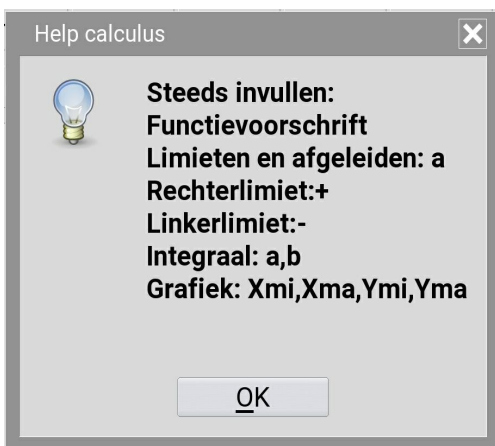 Help calculus
Steeds invullen:
Functievoorschrift
Limieten en afgeleiden: a
Rechterlimiet:+
Linkerlimiet:-
Integraal: a,b
Grafiek: Xmi,Xma,Ymi,Yma
OK